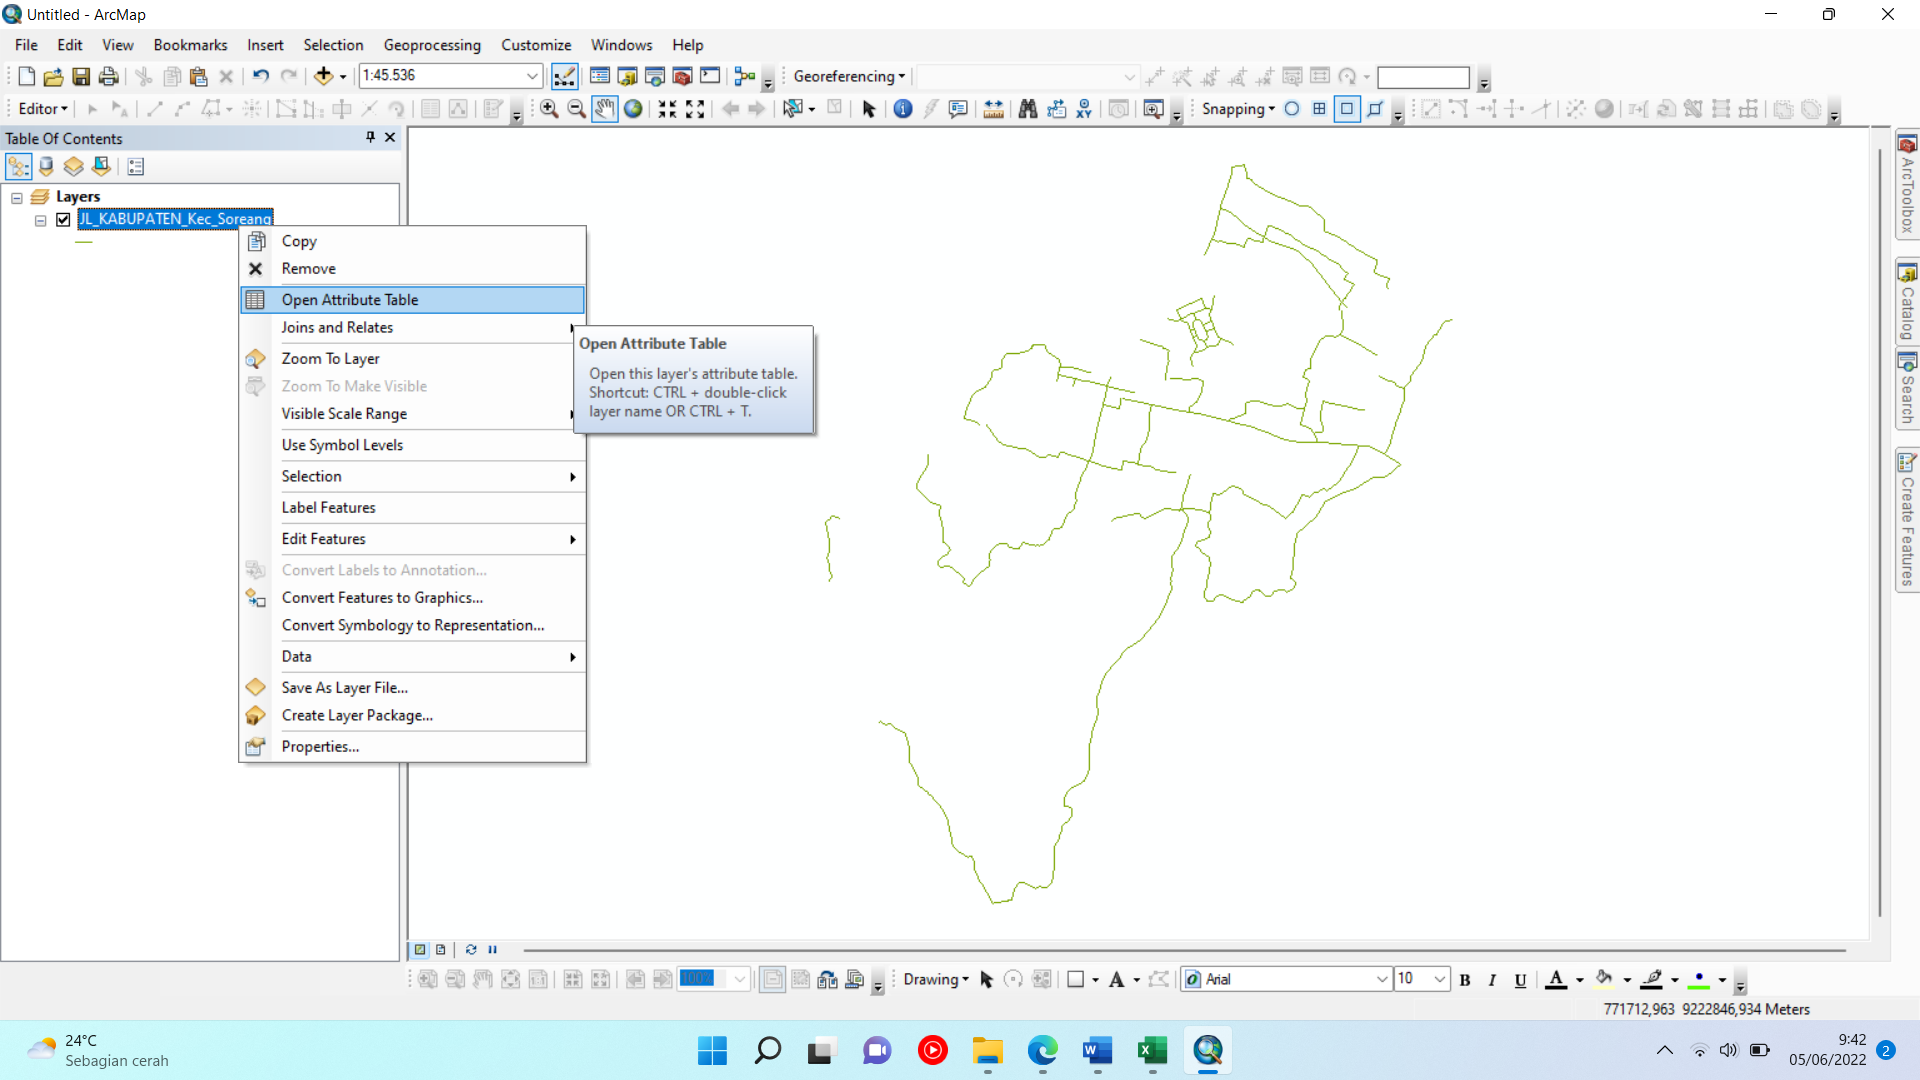 Untitled - ArcMap
File Edit View Bookmarks Insert Selection Geoprocessing Customize Windows Help
1:45.536
Georeferencing
Editor
Snapping
Table Of Contents
Layers
JL_KABUPATEN_Kec_Soreang
Copy
Remove
Open Attribute Table
Joins and Relates
Zoom To Layer
Zoom To Make Visible
Visible Scale Range
Use Symbol Levels
Selection
Label Features
Edit Features
Convert Labels to Annotation...
Convert Features to Graphics...
Convert Symbology to Representation...
Data
Save As Layer File...
Create Layer Package...
Properties...
Open Attribute Table
Open this layer's attribute table.
Shortcut: CTRL + double-click
layer name OR CTRL + T.
ArcToolbox
Catalog
Search
Create Features
100%
Drawing
A
Arial
10
B I U A
771712,963 9222846,934 Meters
24°C
Sebagian cerah
9:42
05/06/2022
2